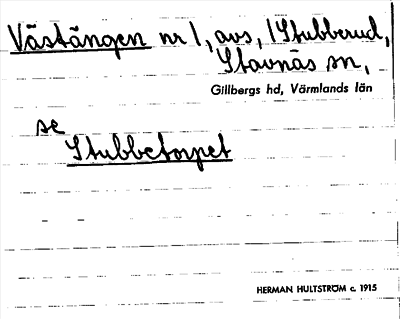 Västängen nr 1, avs, 1 Stubberud,
Stavnäs sn,
Gillbergs hd, Värmlands län
se
Stubbetorpet
HERMAN HULTSTRÖM c. 1915